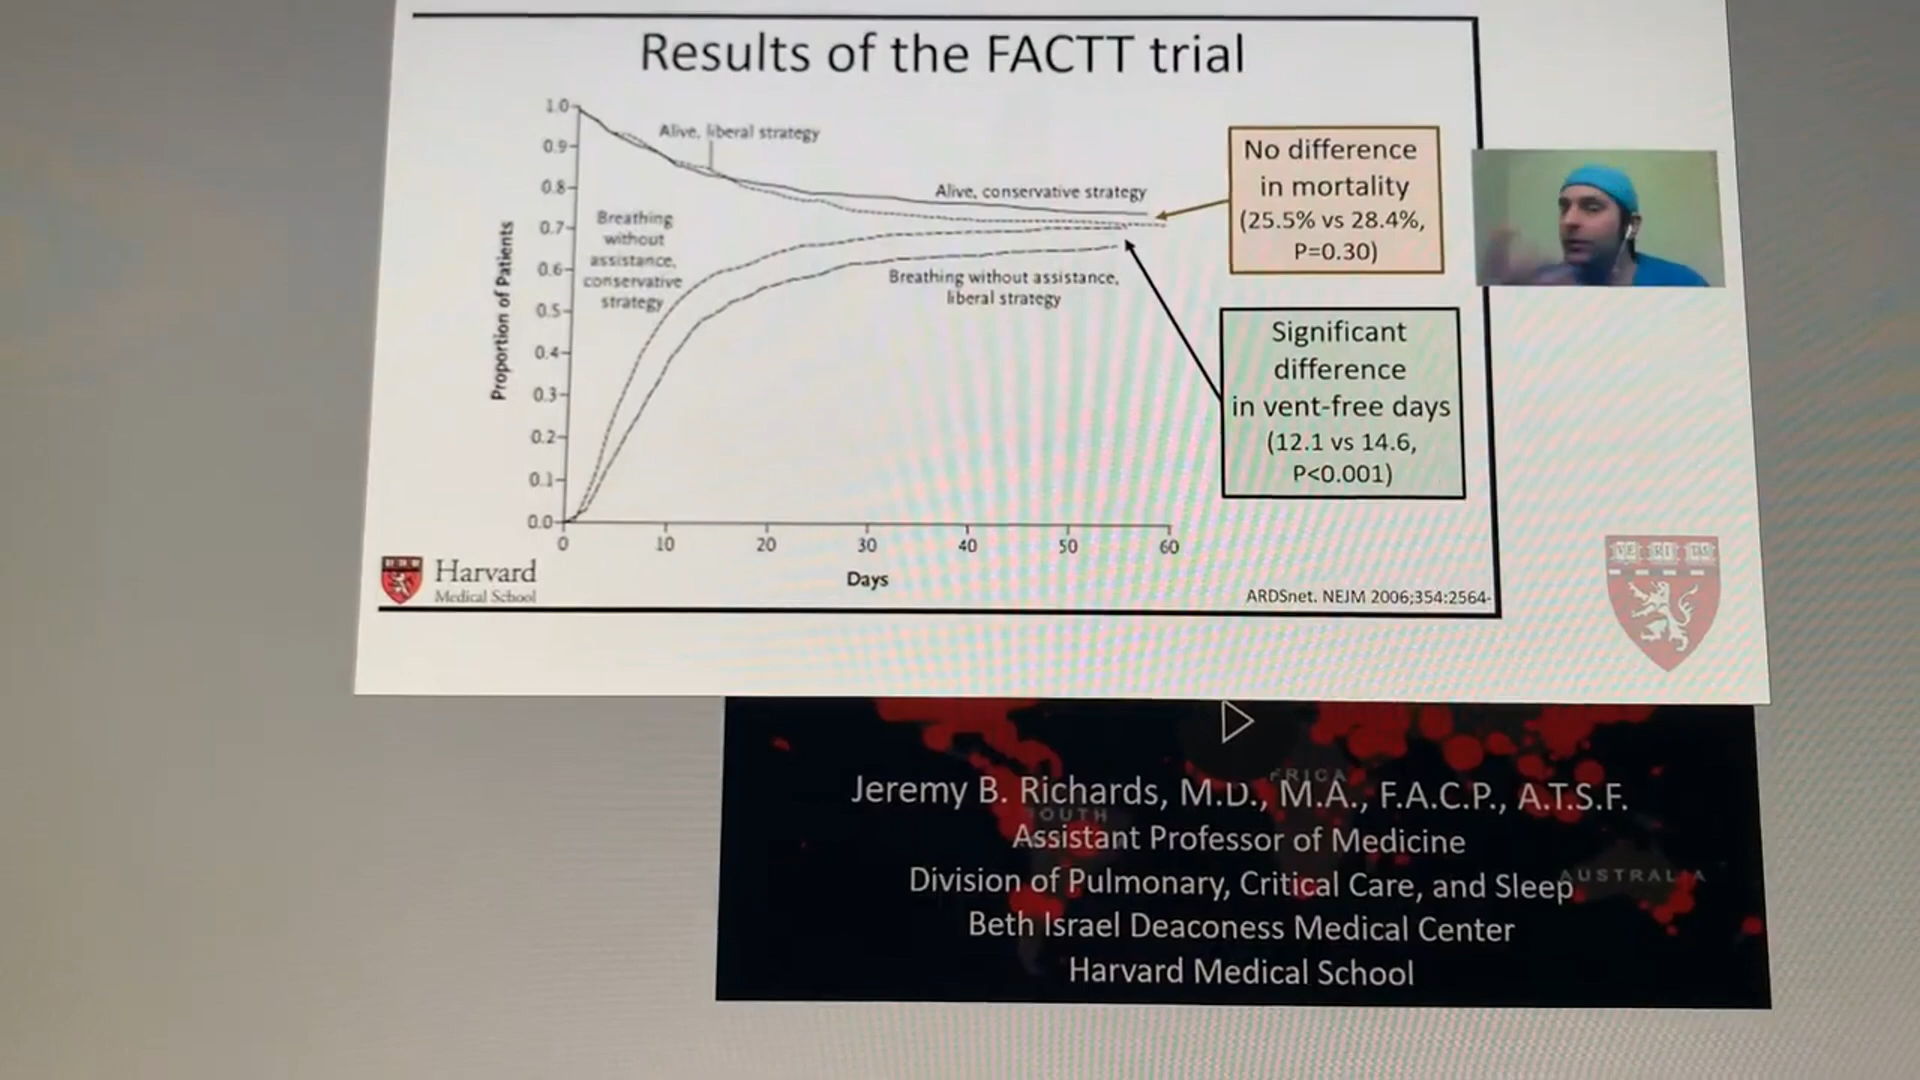 Results of the FACTT trial
1.0
0.9
0.8
0.7
0.6
0.5
0.4
0.3
0.2
0.1
0.0
Proportion of Patients
Alive, liberal strategy
Alive, conservative strategy
Breathing
without
assistance,
conservative
strategy
Breathing without assistance,
liberal strategy
0 10 20 30 40 50 60
Days
No difference
in mortality
(25.5% vs 28.4%,
P=0.30)
Significant
difference
in vent-free days
(12.1 vs 14.6,
P<0.001)
Harvard
Medical School
ARDSnet. NEJM 2006;354:2564-
VE RI TAS
Jeremy B. Richards, M.D., M.A., F.A.C.P., A.T.S.F.
Assistant Professor of Medicine
Division of Pulmonary, Critical Care, and Sleep
AUSTRALIA
Beth Israel Deaconess Medical Center
Harvard Medical School